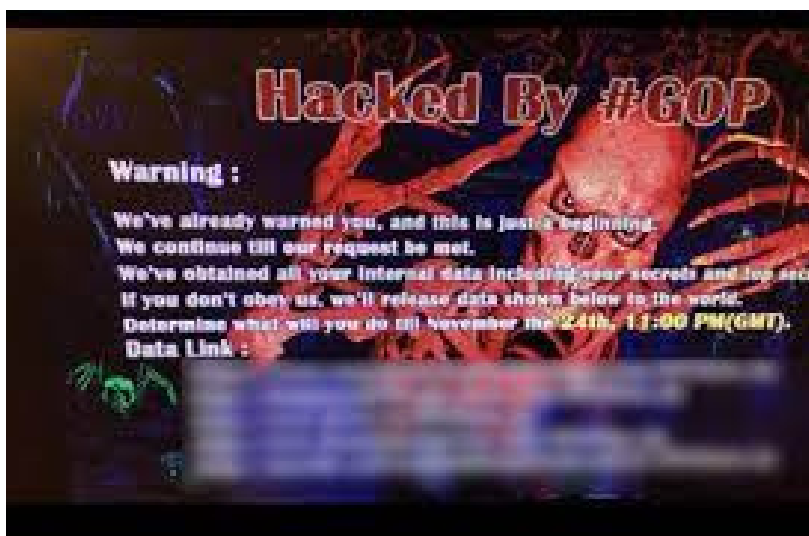 Hacked By #GOP
Warning :
We've already warned you, and this is just a beginning.
We continue till our request be met.
We've obtained all your internal data including your secrets and top
If you don't obey us, we'll release data shown below to the world.
Determine what will you do till November the 24th, 11:00 PM(GMT).
Data Link :